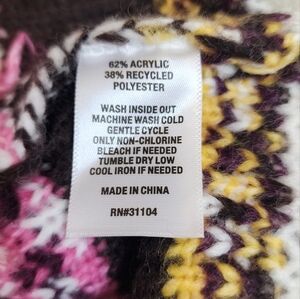 62% ACRYLIC
38% RECYCLED
POLYESTER
WASH INSIDE OUT
MACHINE WASH COLD
GENTLE CYCLE
ONLY NON-CHLORINE
BLEACH IF NEEDED
TUMBLE DRY LOW
COOL IRON IF NEEDED
MADE IN CHINA
RN#31104